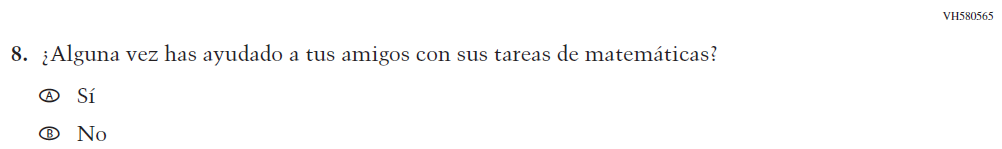 VH580565
8. ¿Alguna vez has ayudado a tus amigos con sus tareas de matemáticas?
A Sí
B No